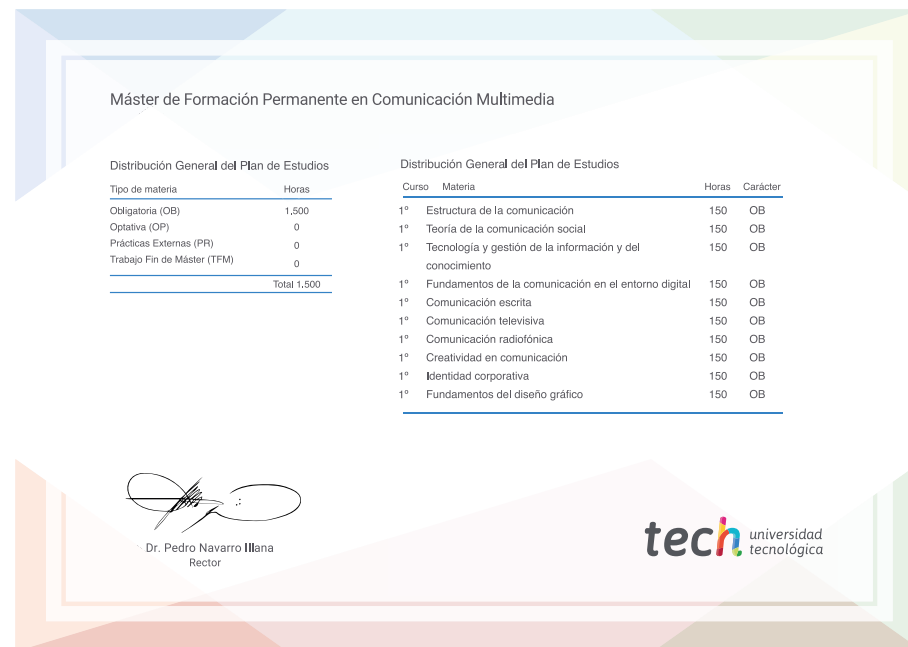 Máster de Formación Permanente en Comunicación Multimedia
Distribución General del Plan de Estudios
Tipo de materia Horas
Obligatoria (OB) 1,500
Optativa (OP) 0
Prácticas Externas (PR) 0
Trabajo Fin de Máster (TFM) 0
Total 1.500
Distribución General del Plan de Estudios
Curso Materia Horas Carácter
1º Estructura de la comunicación 150 OB
1º Teoría de la comunicación social 150 OB
1º Tecnología y gestión de la información y del 150 OB
conocimiento
1º Fundamentos de la comunicación en el entorno digital 150 OB
1º Comunicación escrita 150 OB
1º Comunicación televisiva 150 OB
1º Comunicación radiofónica 150 OB
1º Creatividad en comunicación 150 OB
1º Identidad corporativa 150 OB
1º Fundamentos del diseño gráfico 150 OB
Dr. Pedro Navarro Illana
Rector
tech universidad
tecnológica